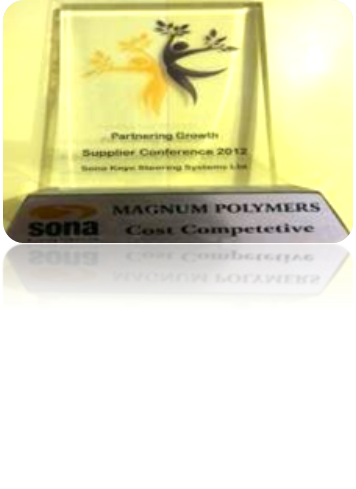 Partnering Growth
Supplier Conference 2012
Sona Koyo Steering Systems Ltd
sona
MAGNUM POLYMERS
Cost Competetive